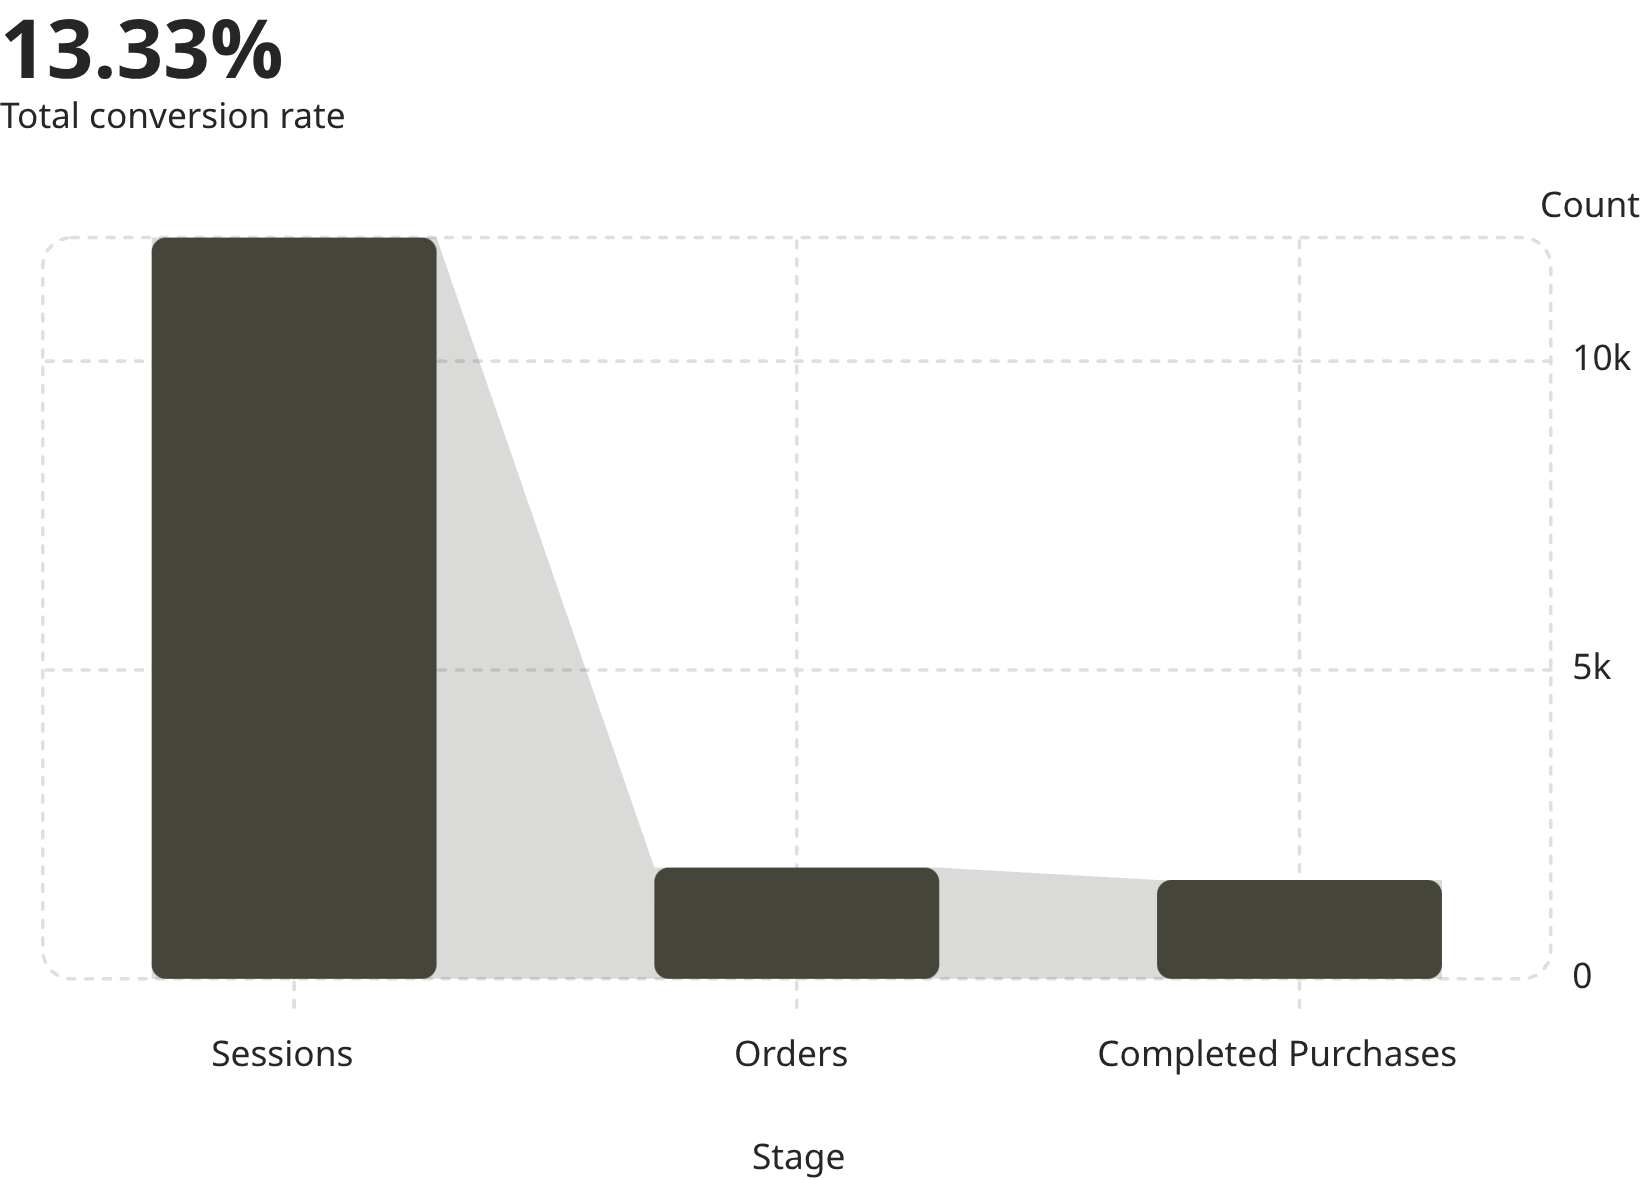 13.33%
Total conversion rate
Count
10k
5k
0
Sessions
Orders
Completed Purchases
Stage